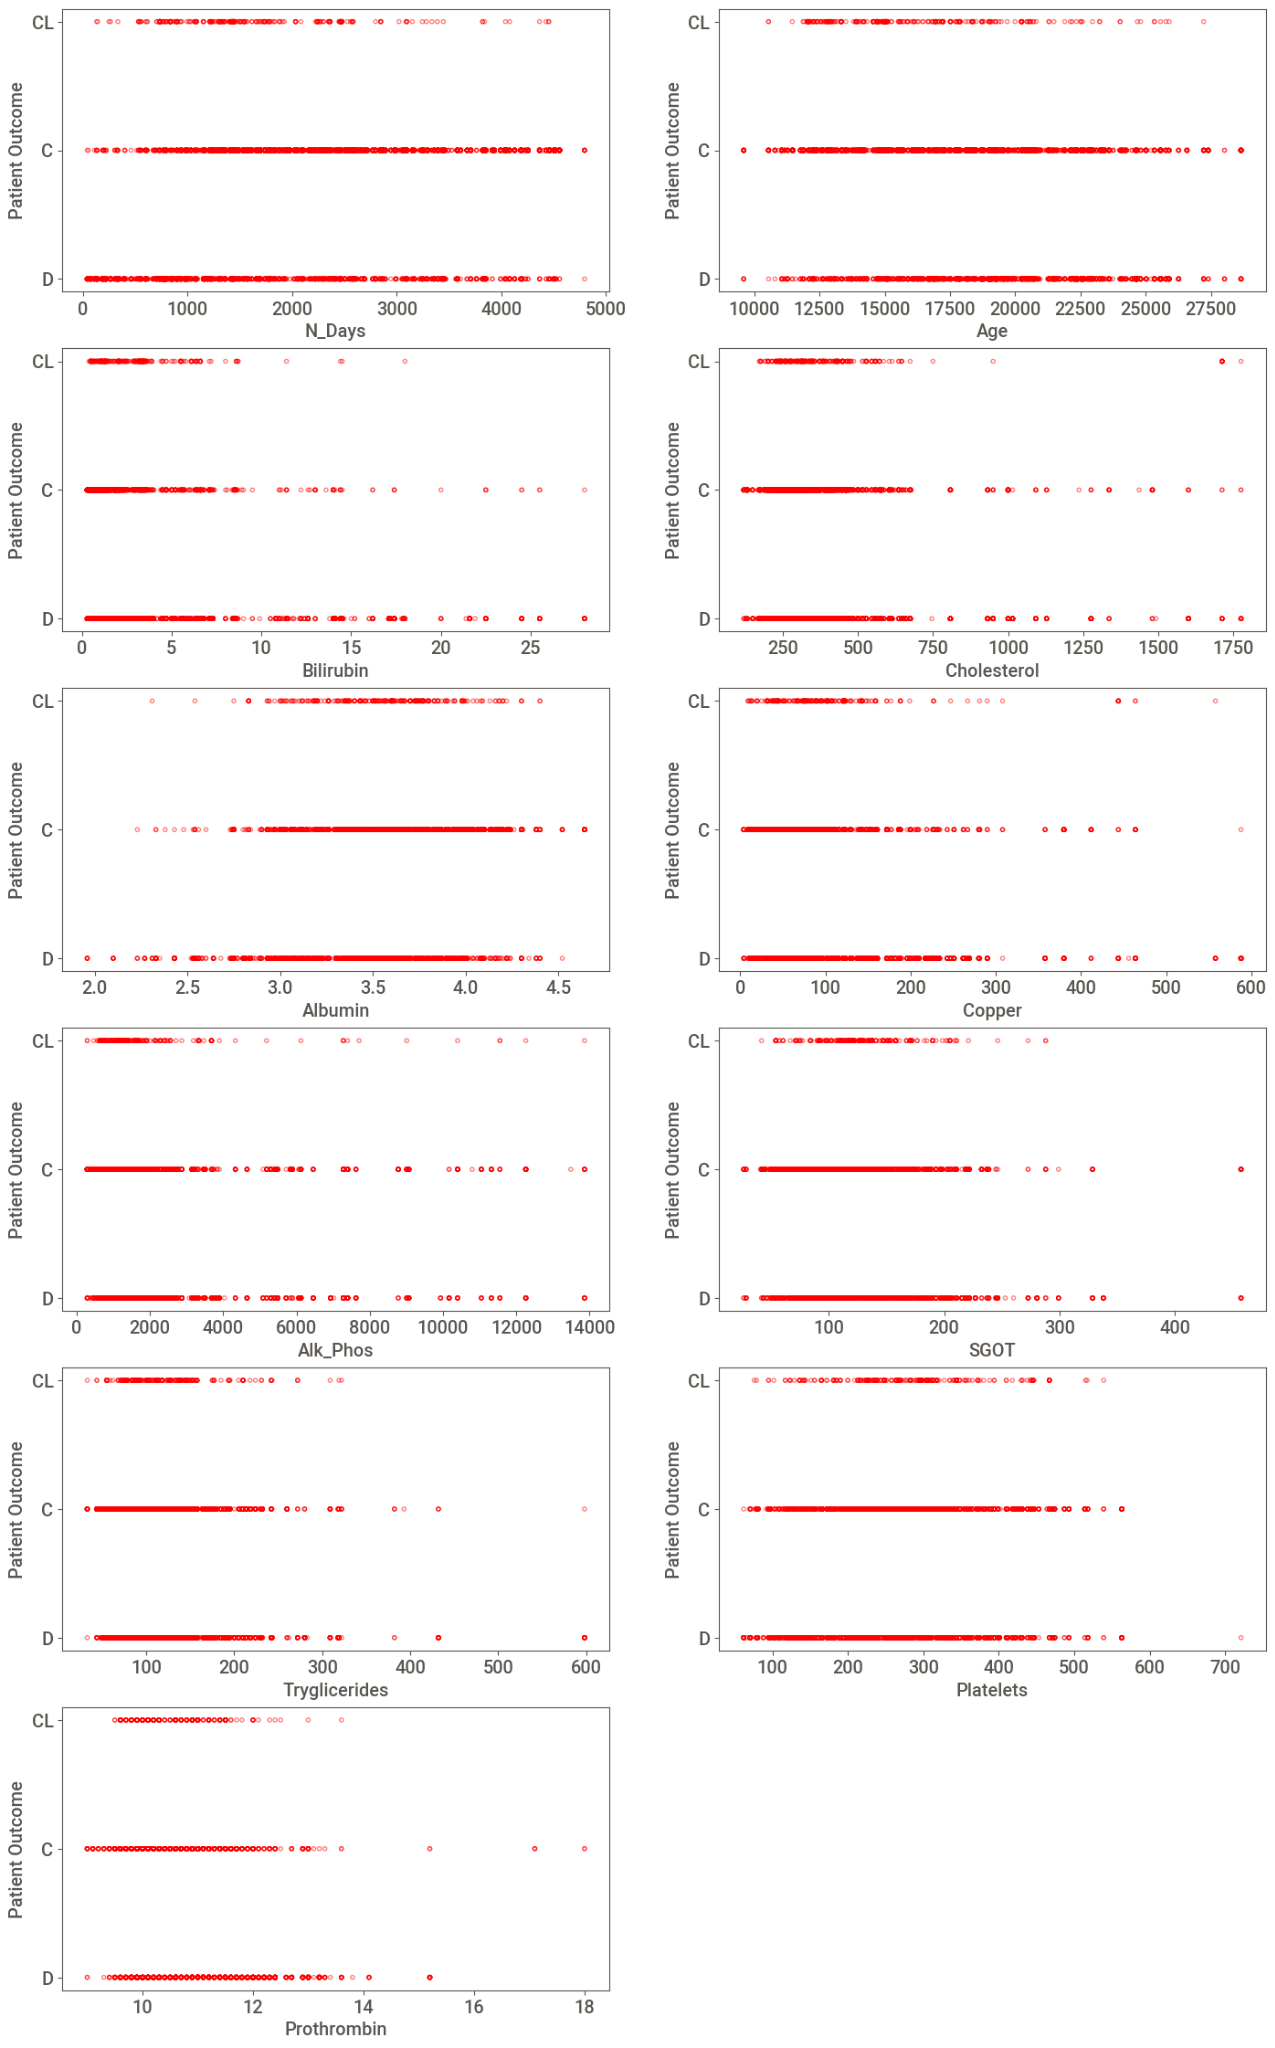 CL
C
D
Patient Outcome
0 1000 2000 3000 4000 5000
N_Days
CL
C
D
Patient Outcome
10000 12500 15000 17500 20000 22500 25000 27500
Age
CL
C
D
Patient Outcome
0 5 10 15 20 25
Bilirubin
CL
C
D
Patient Outcome
250 500 750 1000 1250 1500 1750
Cholesterol
CL
C
D
Patient Outcome
2.0 2.5 3.0 3.5 4.0 4.5
Albumin
CL
C
D
Patient Outcome
0 100 200 300 400 500 600
Copper
CL
C
D
Patient Outcome
0 2000 4000 6000 8000 10000 12000 14000
Alk_Phos
CL
C
D
Patient Outcome
100 200 300 400
SGOT
CL
C
D
Patient Outcome
100 200 300 400 500 600
Tryglicerides
CL
C
D
Patient Outcome
100 200 300 400 500 600 700
Platelets
CL
C
D
Patient Outcome
10 12 14 16 18
Prothrombin